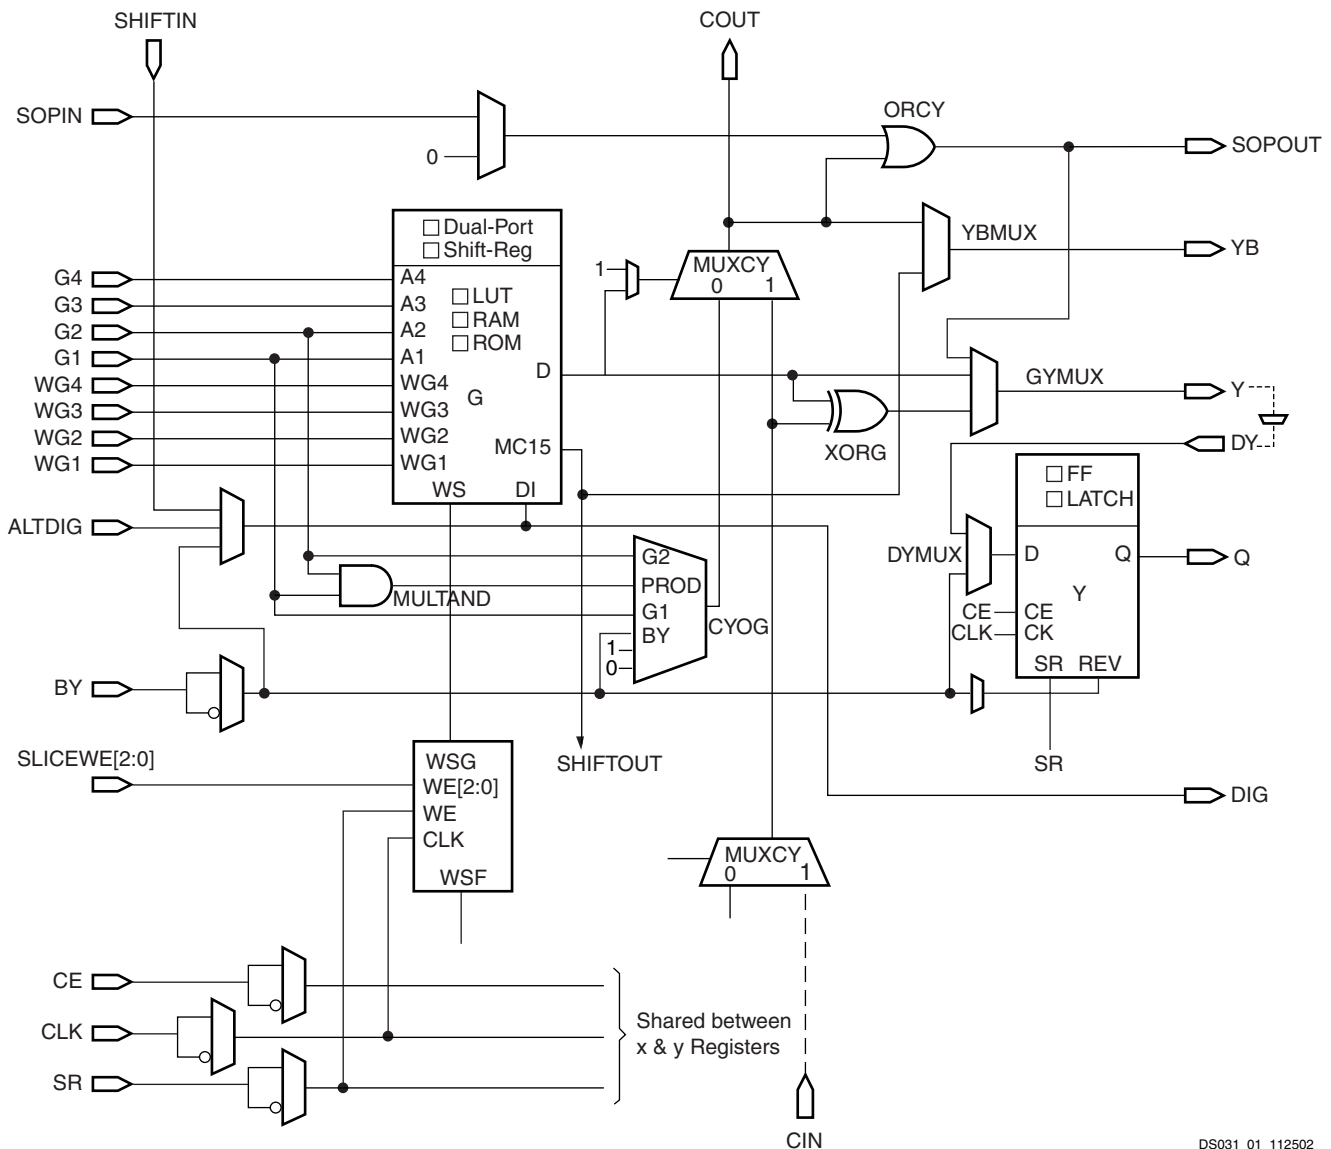 SHIFTIN
COUT
SOPIN
0
ORCY
SOPOUT
Dual-Port
Shift-Reg
YBMUX
YB
G4
G3
G2
G1
WG4
WG3
WG2
WG1
A4
A3
A2
A1
WG4
WG3
WG2
WG1
LUT
RAM
ROM
G
D
MC15
WS
DI
1
MUXCY
0 1
GYMUX
Y
DY
XORG
FF
LATCH
DYMUX
D
Q
Q
Y
CE
CE
CLK
CK
SR REV
SR
ALTDIG
MULTAND
G2
PROD
G1
BY
1
0
CYOG
BY
SHIFTOUT
SLICEWE[2:0]
WSG
WE[2:0]
WE
CLK
WSF
DIG
MUXCY
0 1
CE
CLK
SR
Shared between
x & y Registers
CIN
DS031_01_112502